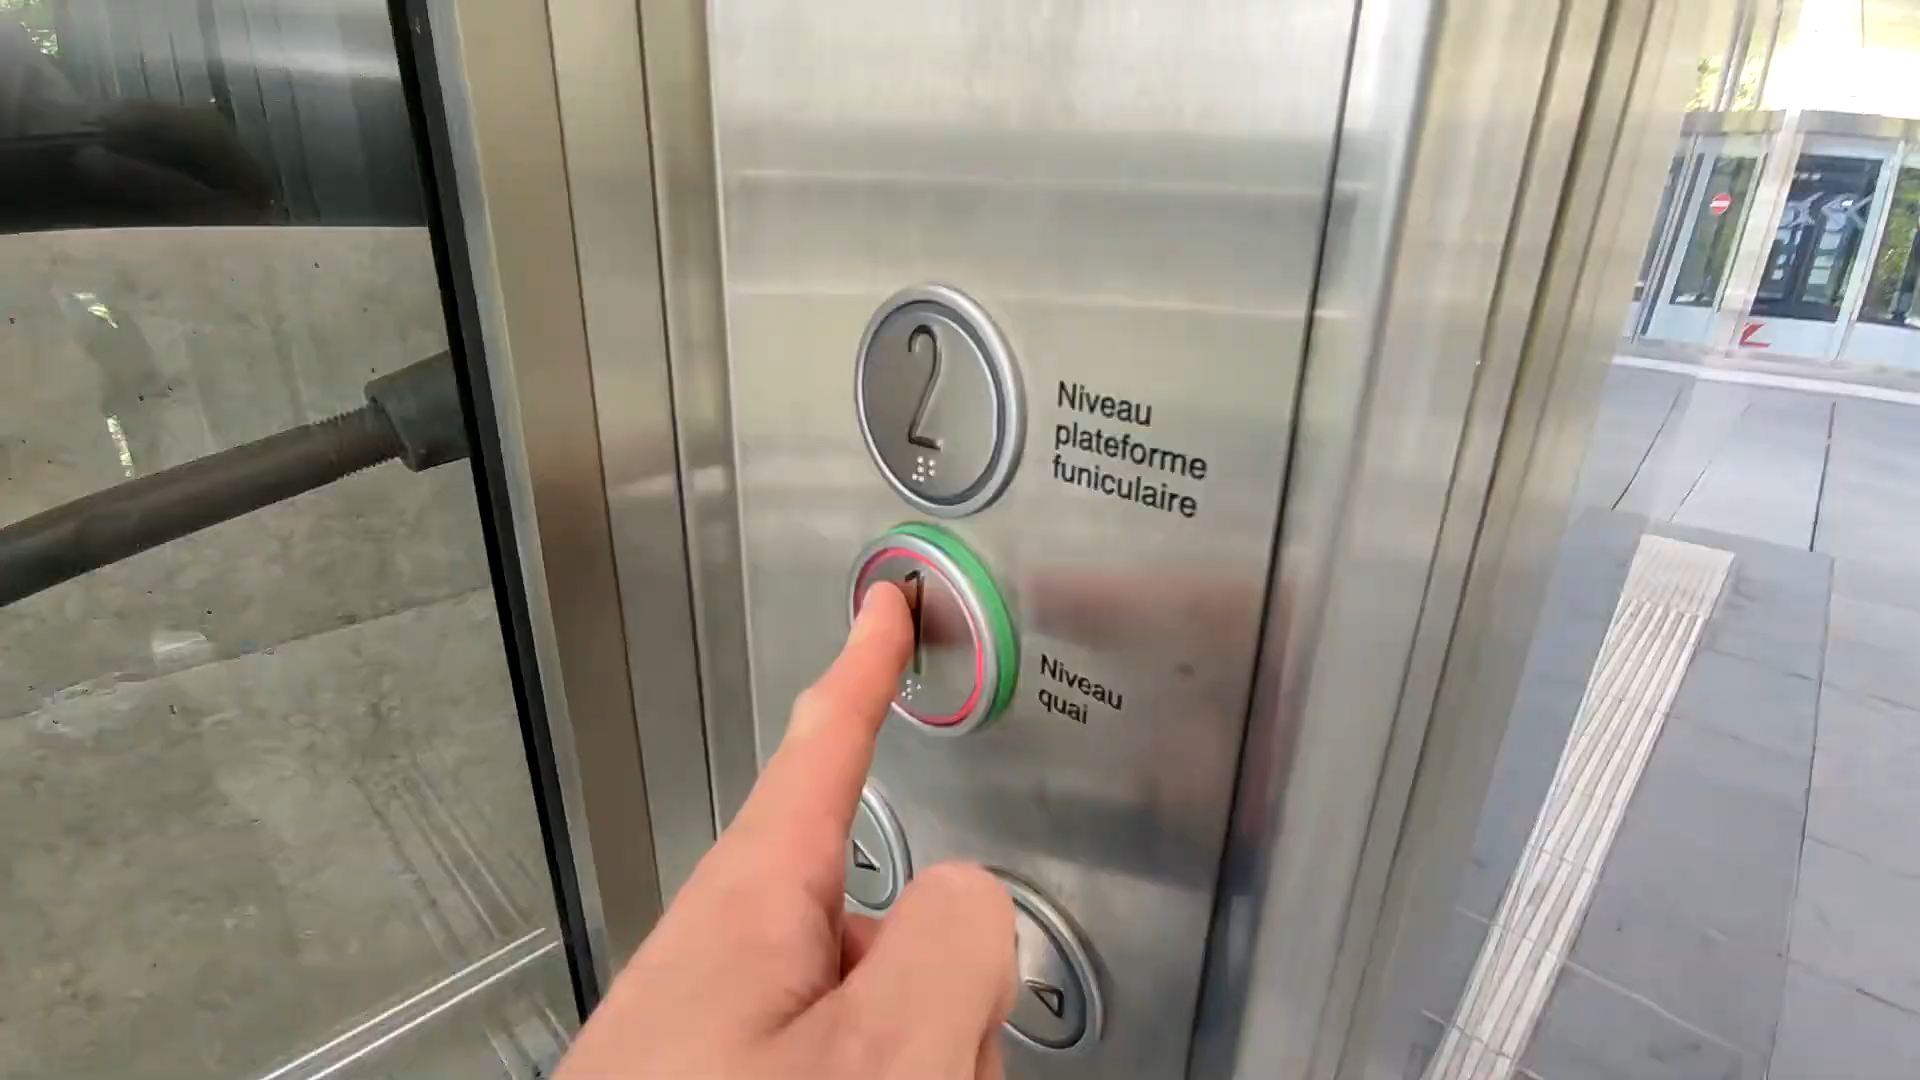 2
Niveau
plateforme
funiculaire
1
Niveau
quai